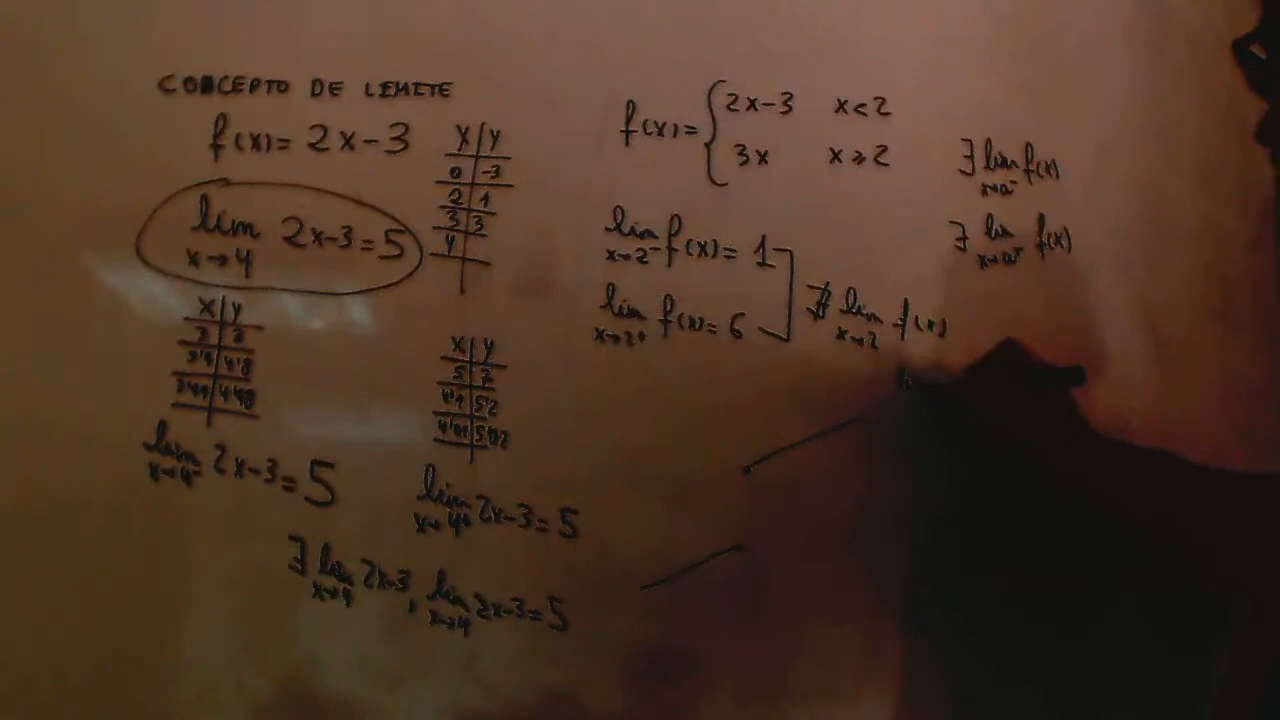 CONCEPTO DE LIMITE
f(x) = 2x-3
x | y
0 | -3
2 | 1
3 | 3
4 |
lim 2x-3 = 5
x→4
x | y
3 | 3
3'9 | 4'8
3'99 | 4'98
x | y
5 | 7
4'1 | 5'2
4'01 | 5'02
lim 2x-3 = 5
x→4⁻
lim 2x-3 = 5
x→4⁺
∃ lim 2x-3, lim 2x-3 = 5
x→4 x→4
f(x) = { 2x-3 x<2
3x x≥2
lim f(x) = 1
x→2⁻
lim f(x) = 6
x→2⁺
∄ lim f(x)
x→2
∃ lim f(x)
x→a⁻
∃ lim f(x)